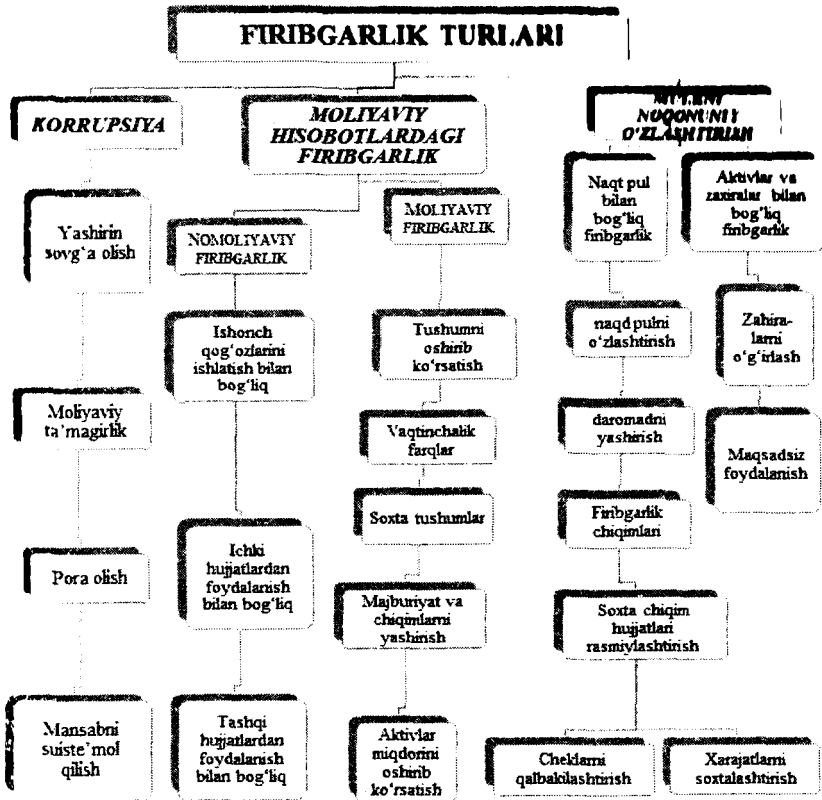 FIRIBGARLIK TURLARI
KORRUPSIYA
Yashirin
sovg‘a olish
Moliyaviy
ta’magirlik
Pora olish
Mansabni
suiste’mol
qilish
MOLIYAVIY
HISOBOTLARDAGI
FIRIBGARLIK
NOMOLIYAVIY
FIRIBGARLIK
Ishonch
qog‘ozlarini
ishlatish bilan
bog‘liq
Ichki
hujjatlardan
foydalanish
bilan bog‘liq
Tashqi
hujjatlardan
foydalanish
bilan bog‘liq
MOLIYAVIY
FIRIBGARLIK
Tushumni
oshirib
ko‘rsatish
Vaqtinchalik
farqlar
Soxta tushumlar
Majburiyat va
chiqimlarni
yashirish
Aktivlar
miqdorini
oshirib
ko‘rsatish
NOQONUNIY
O‘ZLASHTIRISH
Naqt pul
bilan
bog‘liq
firibgarlik
naqd pulni
o‘zlashtirish
daromadni
yashirish
Firibgarlik
chiqimlari
Soxta chiqim
hujjatlari
rasmiylashtirish
Cheklarni
qalbakilashtirish
Xarajatlarni
soxtalashtirish
Aktivlar va
zaxiralar bilan
bog‘liq
firibgarlik
Zahira-
larni
o‘g‘irlash
Maqsadsiz
foydalanish